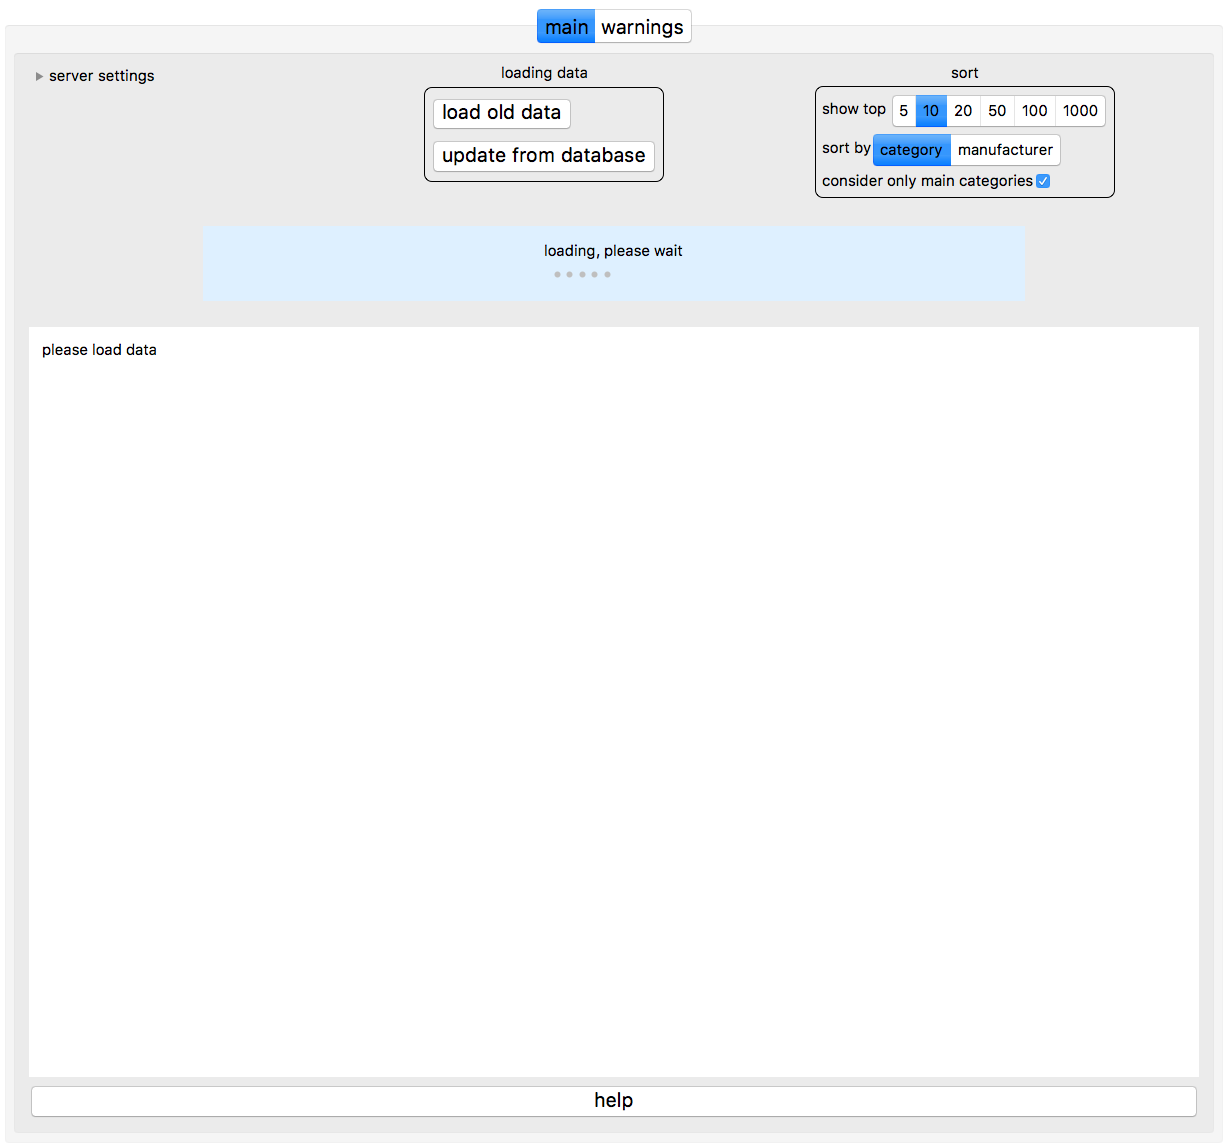 main warnings
server settings
loading data
load old data
update from database
sort
show top 5 10 20 50 100 1000
sort by category manufacturer
consider only main categories
loading, please wait
please load data
help